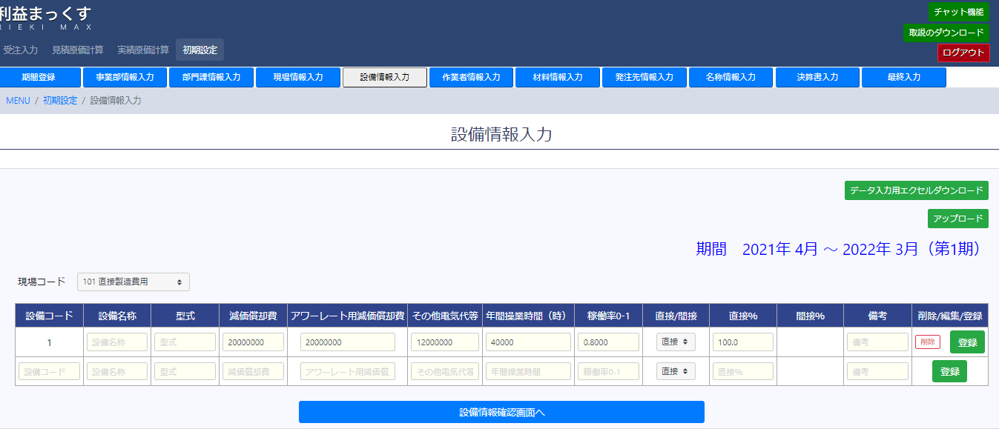 利益まっくす
RIEKI MAX
チャット機能
取説のダウンロード
ログアウト
受注入力 見積原価計算 実績原価計算 初期設定
期間登録 事業部情報入力 部門課情報入力 現場情報入力 設備情報入力 作業者情報入力 材料情報入力 発注先情報入力 名称情報入力 決算書入力 最終入力
MENU / 初期設定 / 設備情報入力
設備情報入力
データ入力用エクセルダウンロード
アップロード
期間 2021年 4月 ～ 2022年 3月（第1期）
現場コード 101 直接製造費用
設備コード 設備名称 型式 減価償却費 アワーレート用減価償却費 その他電気代等 年間操業時間（時） 稼働率0-1 直接/間接 直接% 間接% 備考 削除/編集/登録
1 設備名称 型式 20000000 20000000 12000000 40000 0.8000 直接 100.0 備考 削除 登録
設備コード 設備名称 型式 減価償却費 アワーレート用減価償 その他電気代等 年間操業時間 稼働率0-1 直接 直接% 備考 登録
設備情報確認画面へ